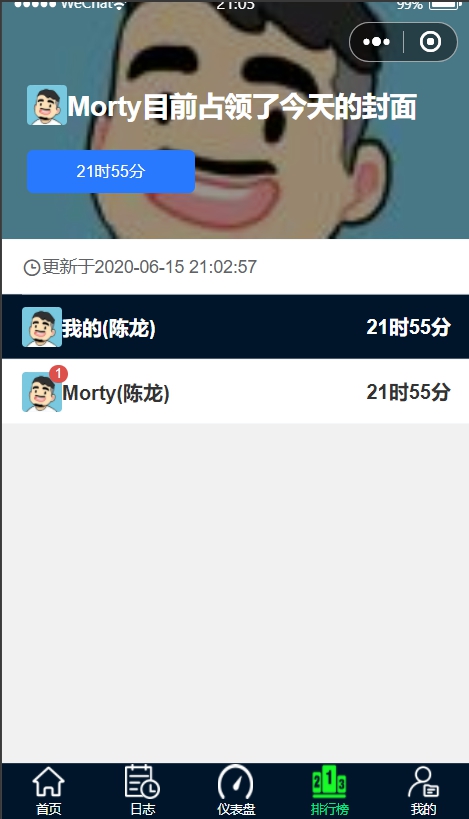 WeChat 21:05 99%
Morty目前占领了今天的封面
21时55分
更新于2020-06-15 21:02:57
我的(陈龙) 21时55分
1
Morty(陈龙) 21时55分
2 1 3
首页 日志 仪表盘 排行榜 我的